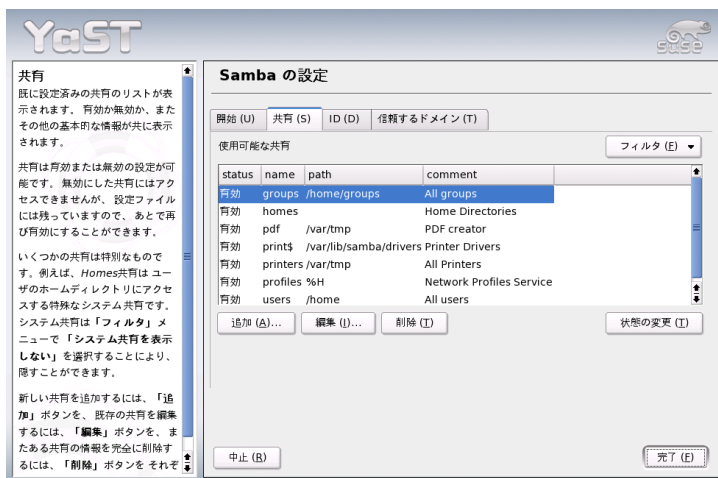 YaST
suse
共有
既に設定済みの共有のリストが表
示されます。 有効か無効か、また
その他の基本的な情報が共に表示
されます。
共有は有効または無効の設定が可
能です。 無効にした共有にはアク
セスできませんが、 設定ファイル
には残っていますので、 あとで再
び有効にすることができます。
いくつかの共有は特別なもので
す。例えば、Homes共有は ユー
ザのホームディレクトリにアクセ
スする特殊なシステム共有です。
システム共有は「フィルタ」メ
ニューで 「システム共有を表示
しない」を選択することにより、
隠すことができます。
新しい共有を追加するには、「追
加」ボタンを、 既存の共有を編集
するには、「編集」ボタンを、 ま
たある共有の情報を完全に削除す
るには、「削除」ボタンを それぞ
Samba の設定
開始 (U) 共有 (S) ID (D) 信頼するドメイン (T)
使用可能な共有
フィルタ (F)
status name path comment
有効 groups /home/groups All groups
有効 homes Home Directories
有効 pdf /var/tmp PDF creator
有効 print$ /var/lib/samba/drivers Printer Drivers
有効 printers /var/tmp All Printers
有効 profiles %H Network Profiles Service
有効 users /home All users
追加 (A)... 編集 (I)... 削除 (T) 状態の変更 (T)
中止 (R) 完了 (F)